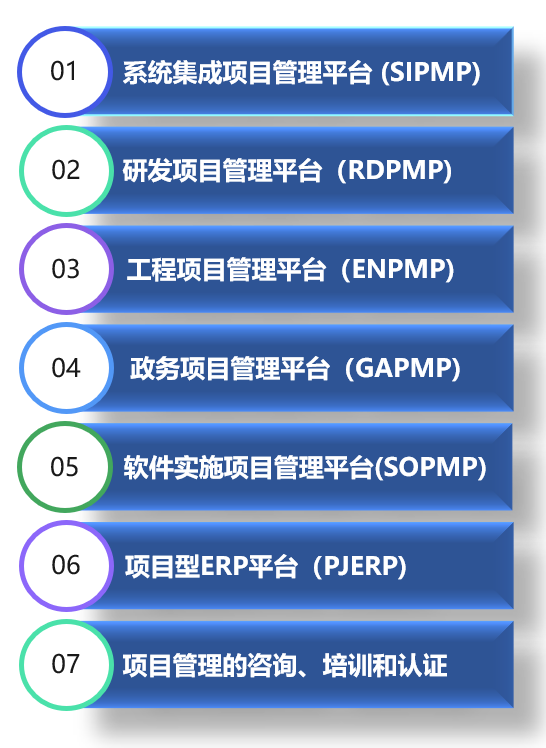 01 系统集成项目管理平台 (SIPMP)
02 研发项目管理平台（RDPMP)
03 工程项目管理平台（ENPMP)
04 政务项目管理平台（GAPMP)
05 软件实施项目管理平台(SOPMP)
06 项目型ERP平台（PJERP)
07 项目管理的咨询、培训和认证